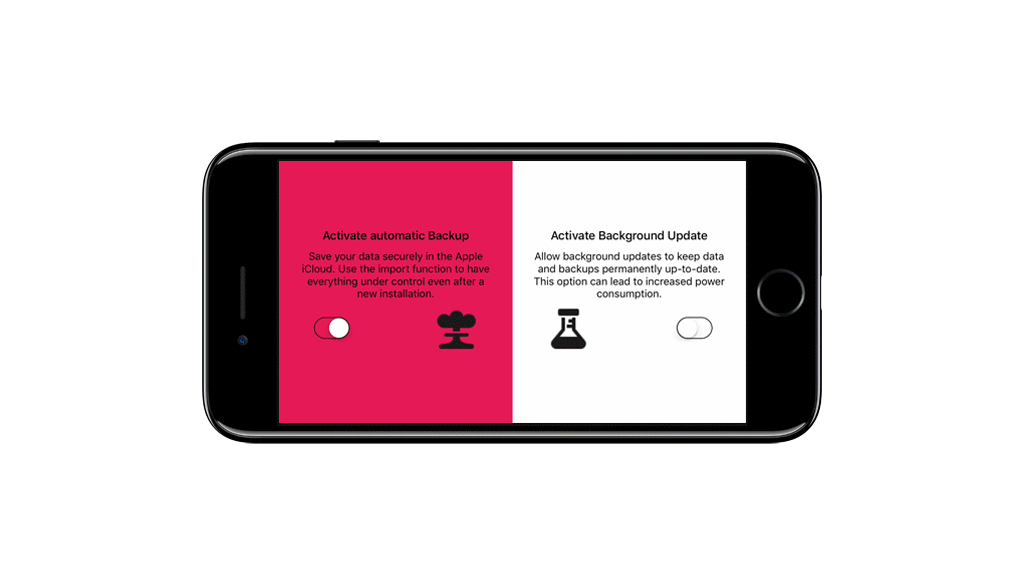 Activate automatic Backup
Save your data securely in the Apple
iCloud. Use the import function to have
everything under control even after a
new installation.
Activate Background Update
Allow background updates to keep data
and backups permanently up-to-date.
This option can lead to increased power
consumption.